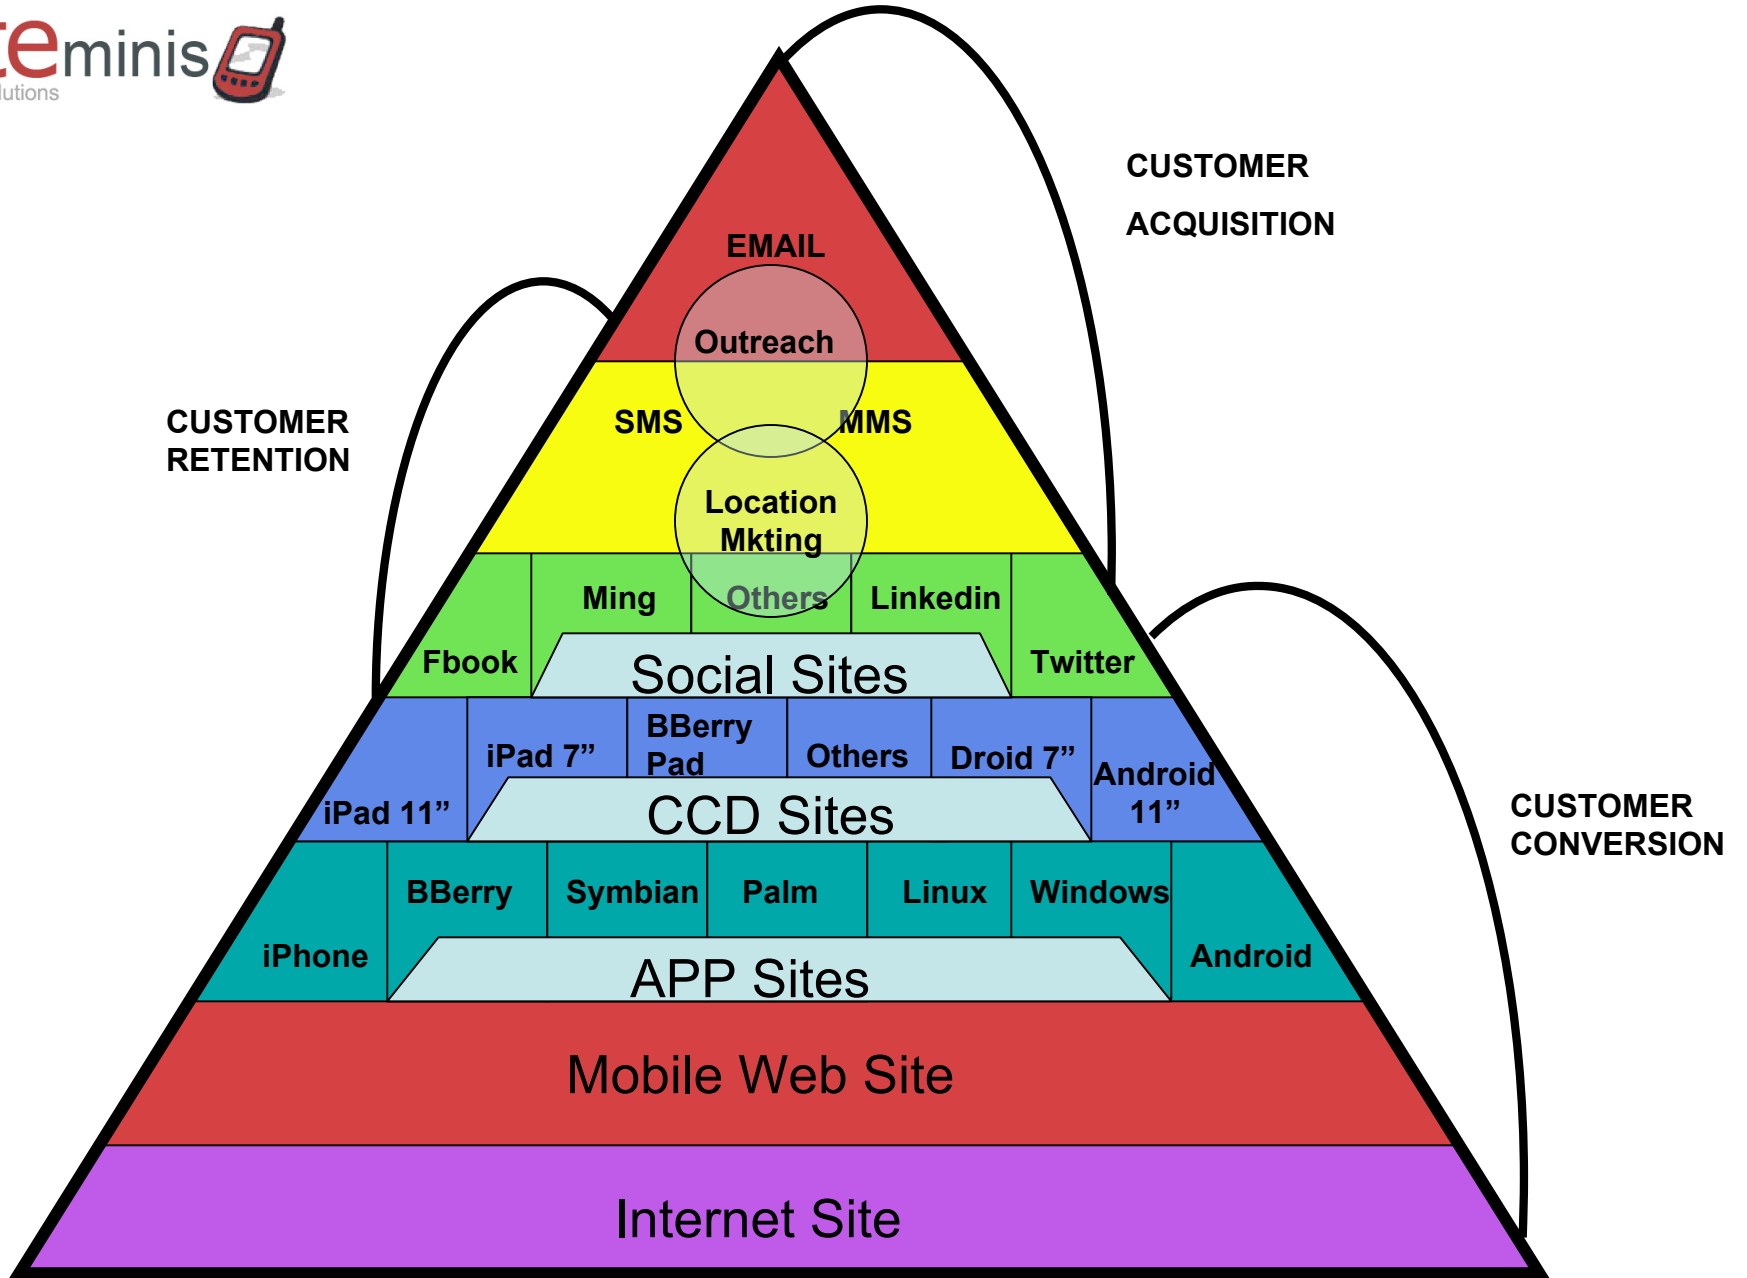 teminis
lutions
CUSTOMER
ACQUISITION
EMAIL
Outreach
CUSTOMER
RETENTION
SMS
MMS
Location
Mkting
Ming
Others
Linkedin
Fbook
Social Sites
Twitter
iPad 7”
BBerry
Pad
Others
Droid 7”
iPad 11”
CCD Sites
Android
11”
CUSTOMER
CONVERSION
BBerry
Symbian
Palm
Linux
Windows
iPhone
APP Sites
Android
Mobile Web Site
Internet Site